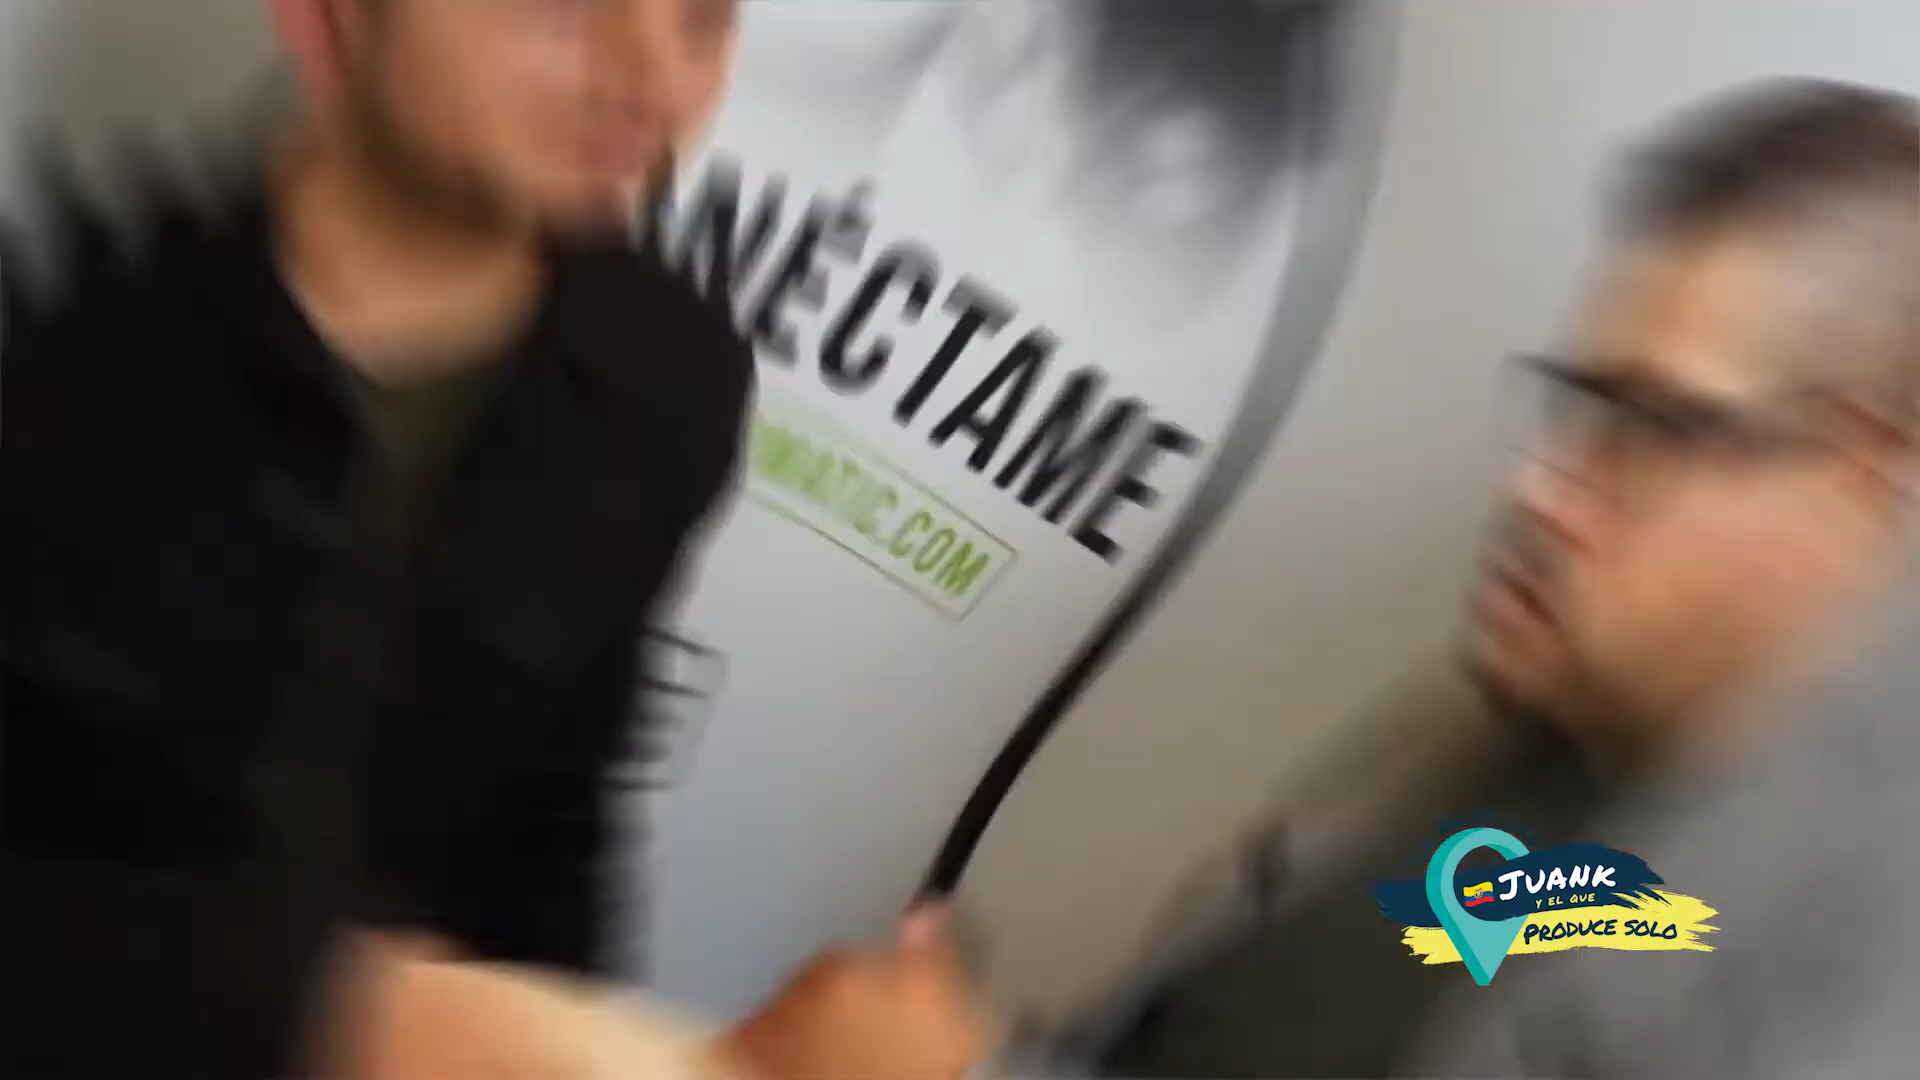 NÉCTAME
.COM
JUANK
Y EL QUE
PRODUCE SOLO